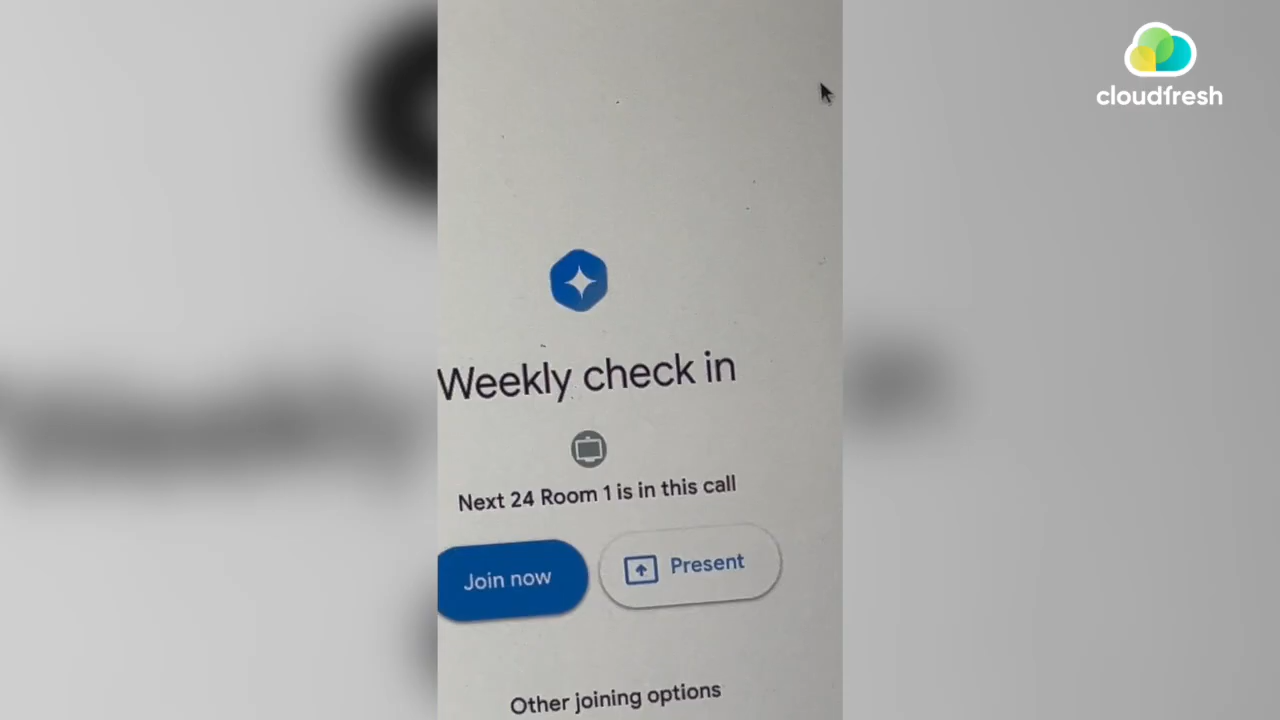 cloudfresh
Weekly check in
Next 24 Room 1 is in this call
Join now
Present
Other joining options